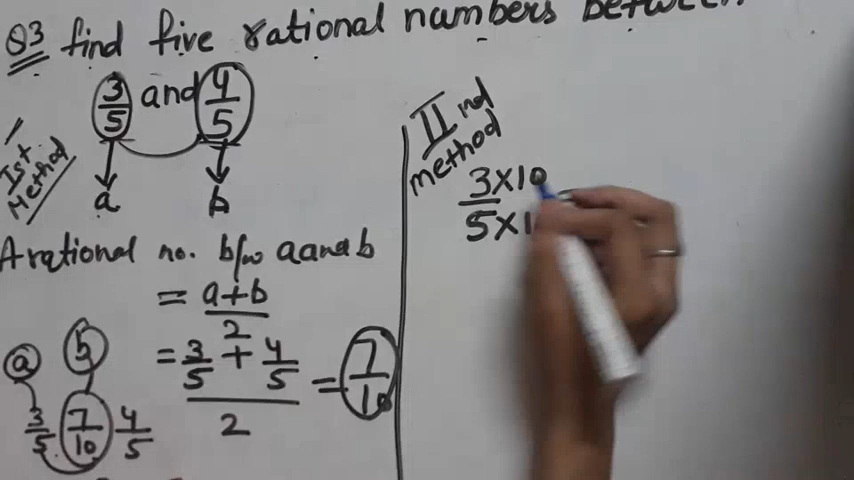 Q3 find five rational numbers between
3/5 and 4/5
Ist Method
a b
A rational no. b/w a and b
= a+b/2
= 3/5 + 4/5 / 2 = 7/10
a b
3/5 7/10 4/5
IInd method
3×10
5×1